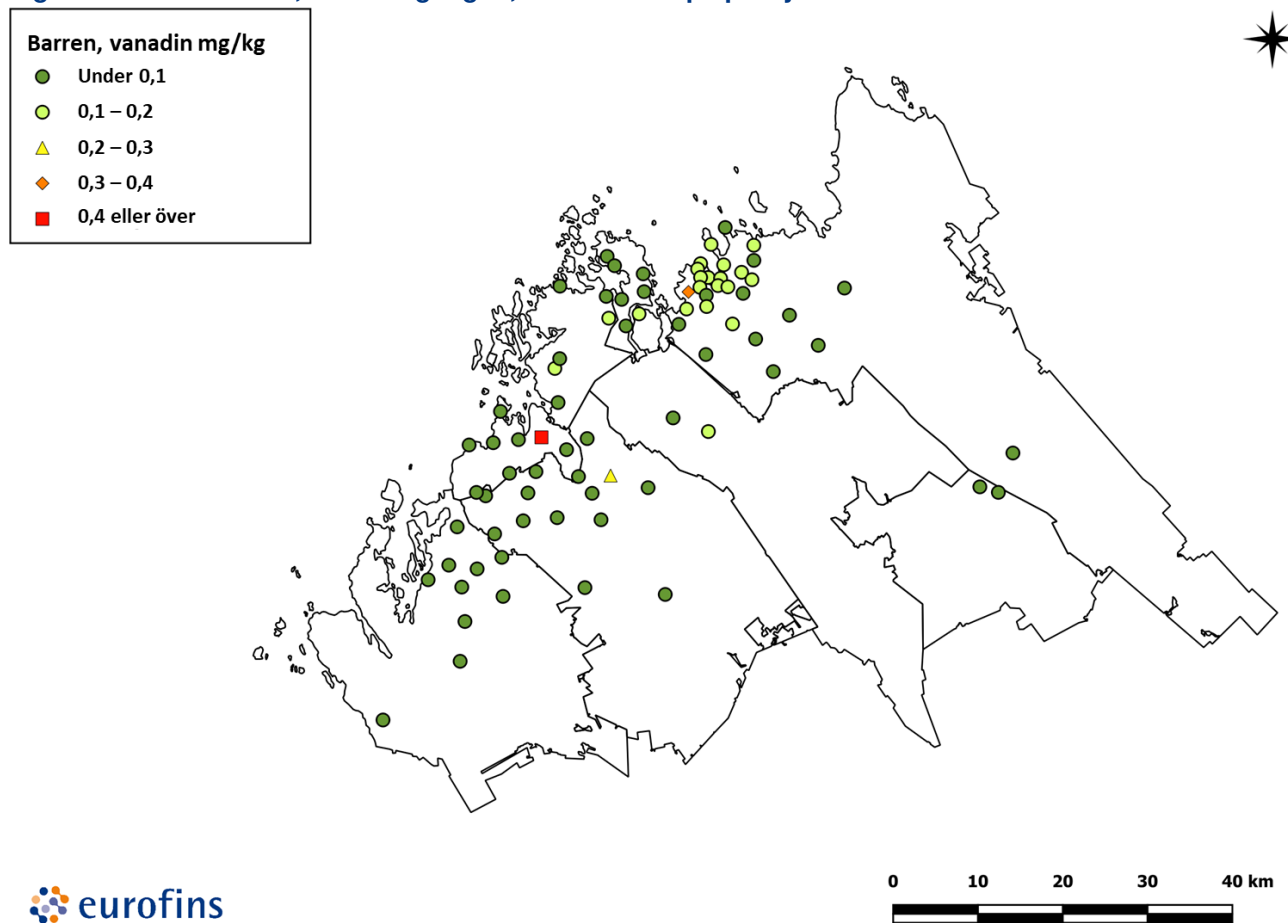 Barren, vanadin mg/kg
Under 0,1
0,1 – 0,2
0,2 – 0,3
0,3 – 0,4
0,4 eller över
eurofins
0 10 20 30 40 km